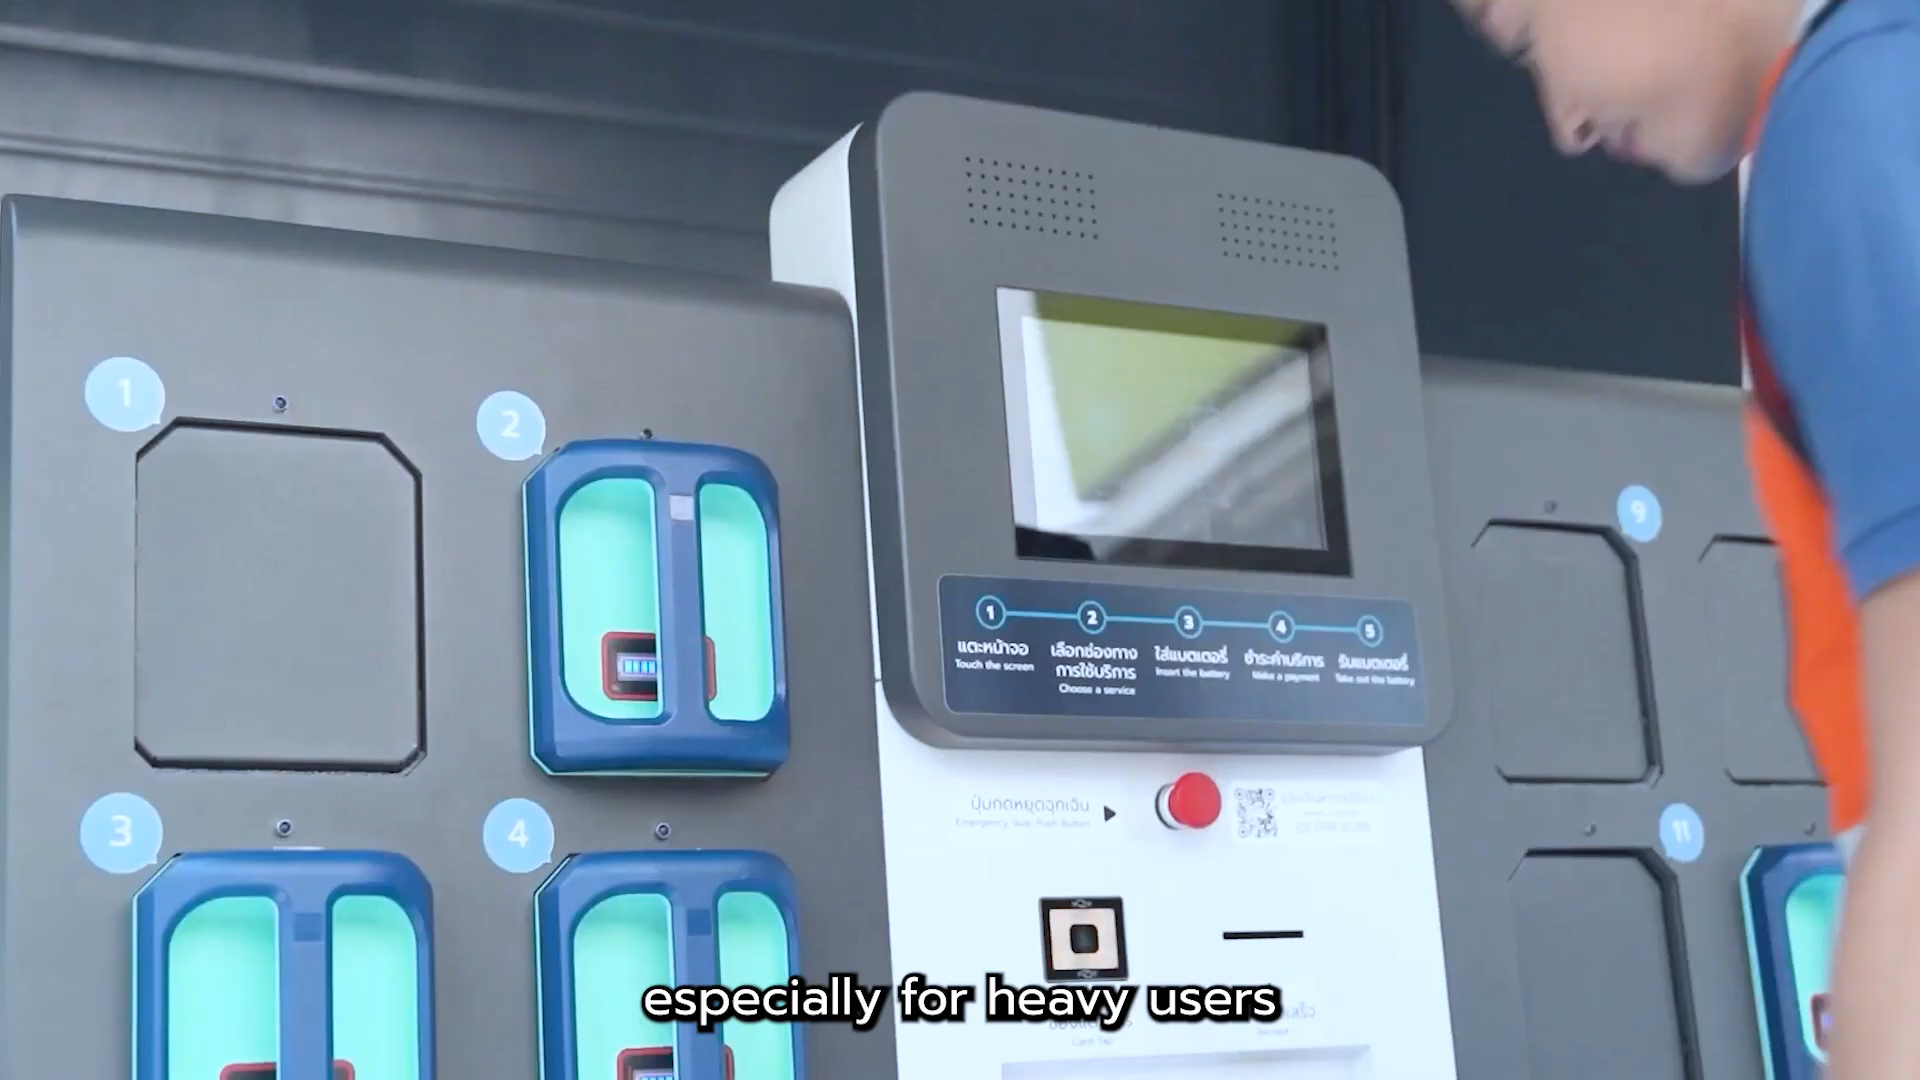 1
2
3
4
9
11
1 2 3 4 5
แตะหน้าจอ
Touch the screen
เลือกช่องทาง
การใช้บริการ
Choose a service
ใส่แบตเตอรี่
Insert the battery
ชำระค่าบริการ
Make a payment
รับแบตเตอรี่
Take out the battery
ปุ่มกดหยุดฉุกเฉิน
Emergency Stop Push Button
especially for heavy users
Card Tap